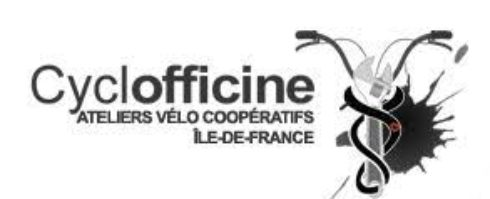 Cyclofficine
ATELIERS VÉLO COOPÉRATIFS
ÎLE-DE-FRANCE